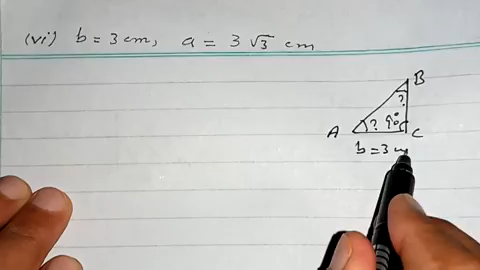 (vi) b = 3 cm, a = 3 √3 cm
B
?
A ? 90° C
b = 3 c